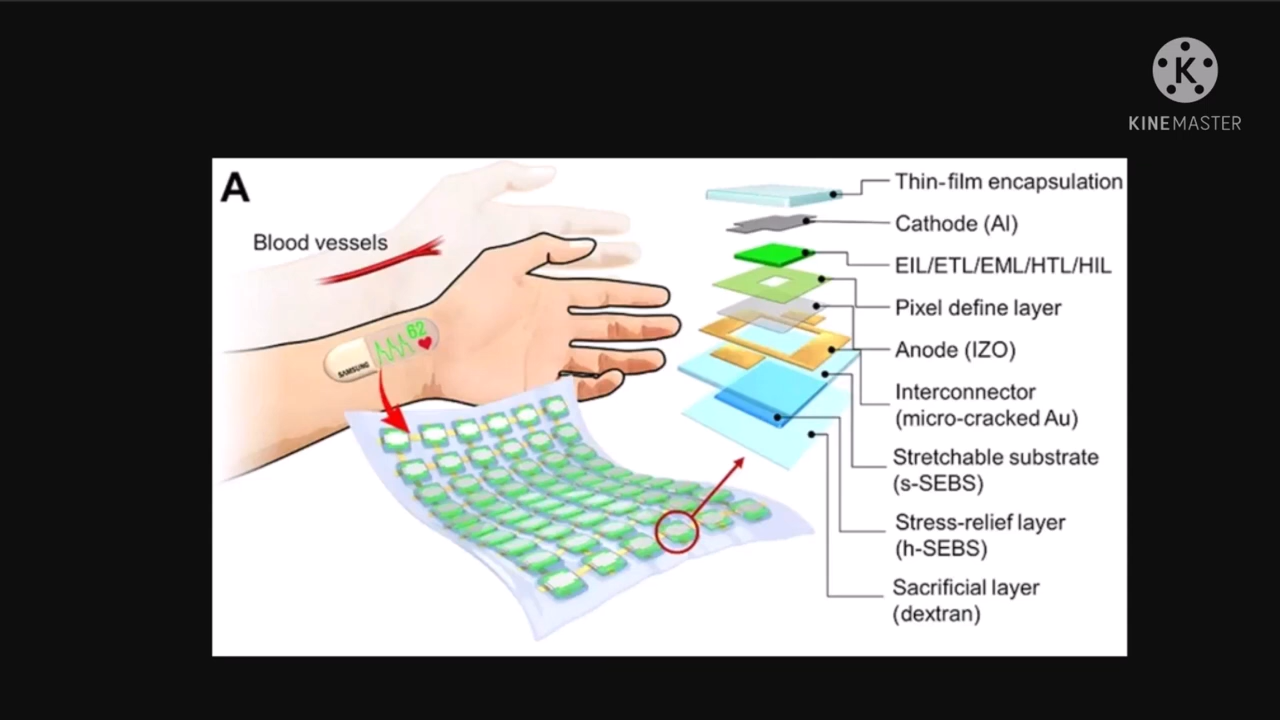 KINEMASTER
A
Blood vessels
62
SAMSUNG
Thin-film encapsulation
Cathode (Al)
EIL/ETL/EML/HTL/HIL
Pixel define layer
Anode (IZO)
Interconnector
(micro-cracked Au)
Stretchable substrate
(s-SEBS)
Stress-relief layer
(h-SEBS)
Sacrificial layer
(dextran)